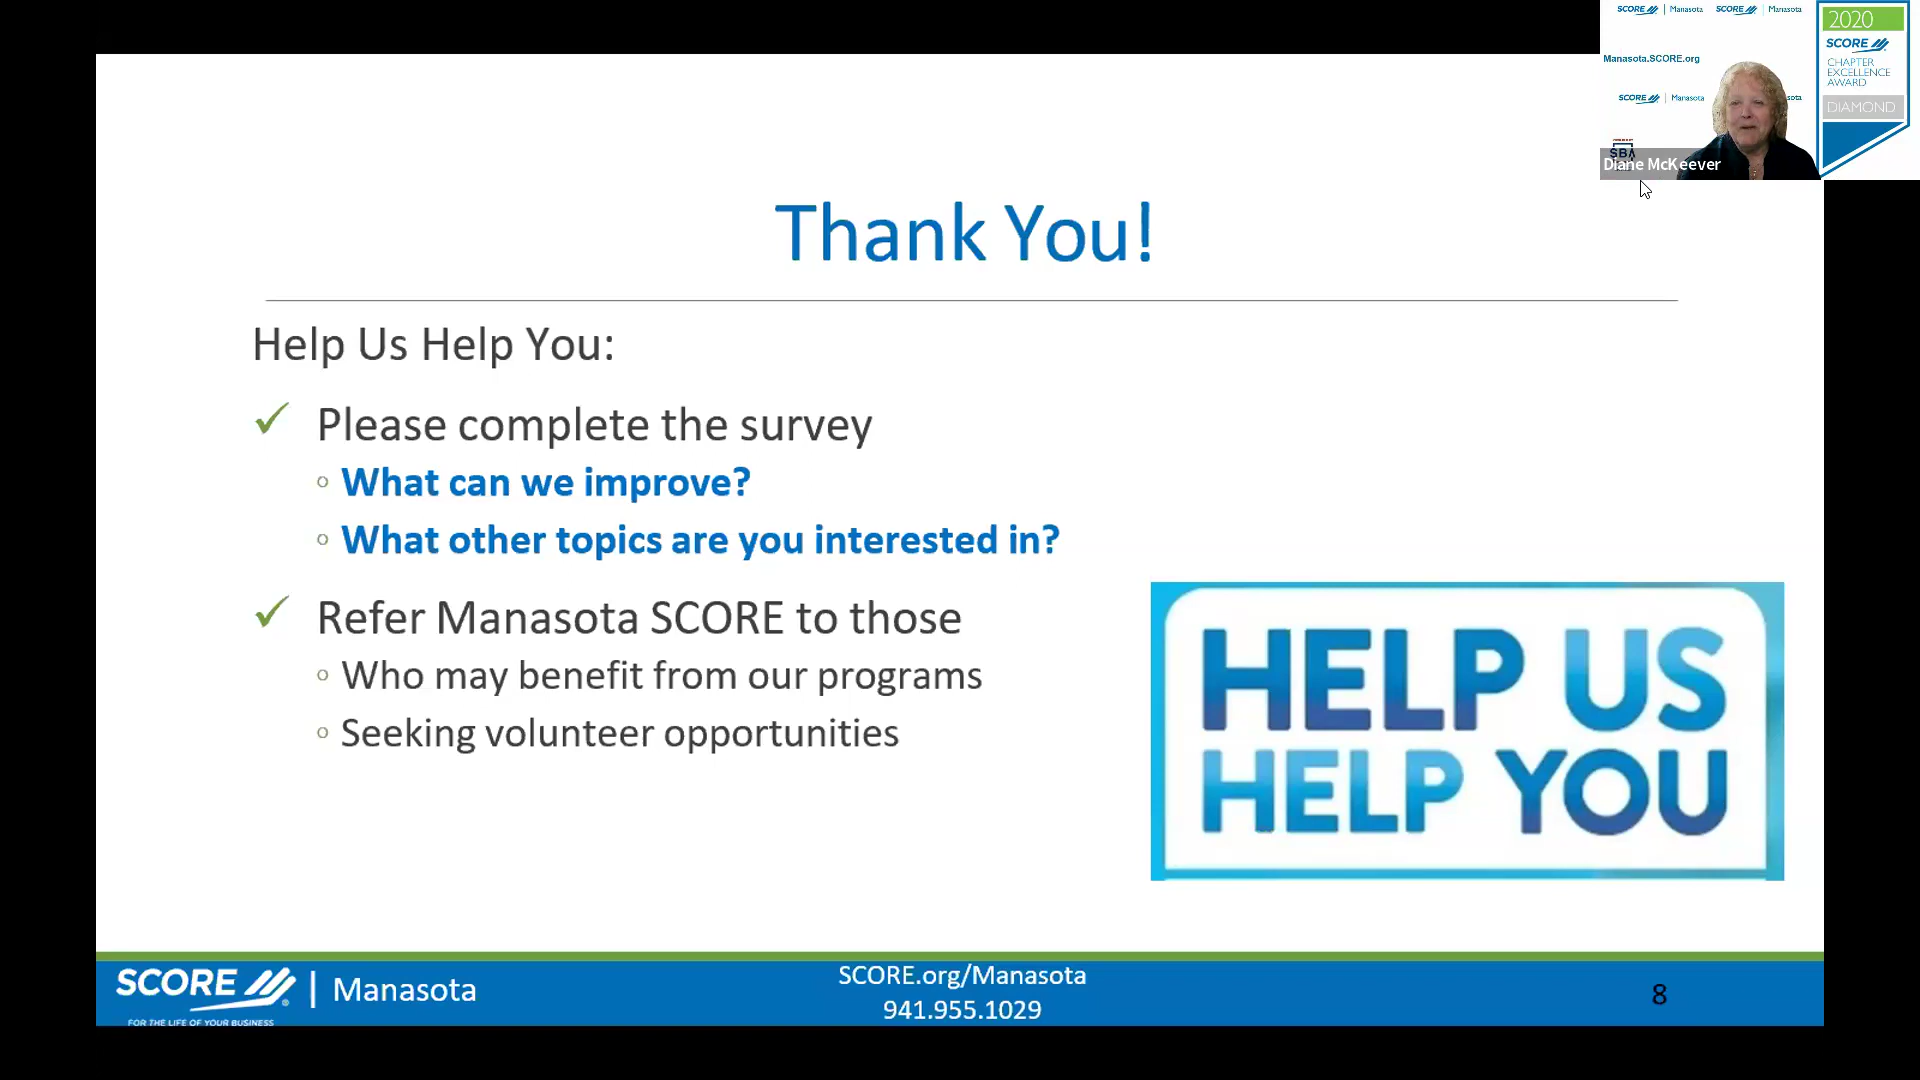 SCORE | Manasota SCORE | Manasota
Manasota.SCORE.org
SCORE | Manasota sota
SBA
Diane McKeever
2020
SCORE
CHAPTER
EXCELLENCE
AWARD
DIAMOND
Thank You!
Help Us Help You:
✓ Please complete the survey
◦ What can we improve?
◦ What other topics are you interested in?
✓ Refer Manasota SCORE to those
◦ Who may benefit from our programs
◦ Seeking volunteer opportunities
HELP US
HELP YOU
SCORE | Manasota
FOR THE LIFE OF YOUR BUSINESS
SCORE.org/Manasota
941.955.1029
8